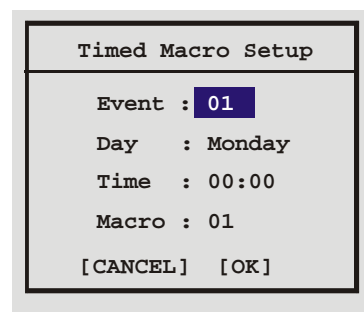 Timed Macro Setup
Event : 01
Day : Monday
Time : 00:00
Macro : 01
[CANCEL] [OK]